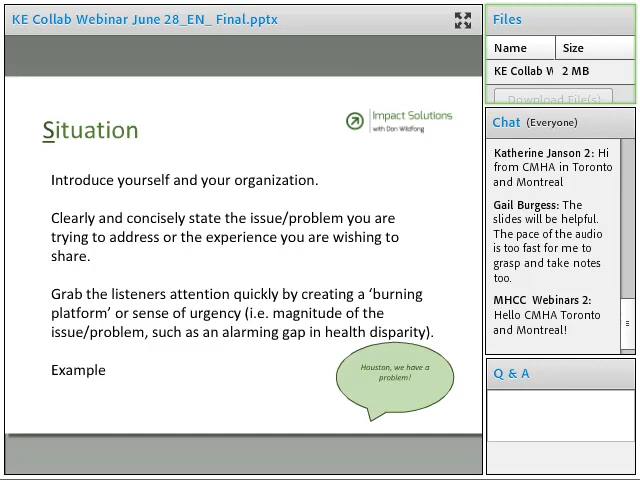 KE Collab Webinar June 28_EN_ Final.pptx
Situation
Impact Solutions
with Don Wildfong
Introduce yourself and your organization.
Clearly and concisely state the issue/problem you are
trying to address or the experience you are wishing to
share.
Grab the listeners attention quickly by creating a ‘burning
platform’ or sense of urgency (i.e. magnitude of the
issue/problem, such as an alarming gap in health disparity).
Example
Houston, we have a
problem!
Files
Name Size
KE Collab W 2 MB
Download File(s)
Chat (Everyone)
Katherine Janson 2: Hi
from CMHA in Toronto
and Montreal
Gail Burgess: The
slides will be helpful.
The pace of the audio
is too fast for me to
grasp and take notes
too.
MHCC Webinars 2:
Hello CMHA Toronto
and Montreal!
Q & A